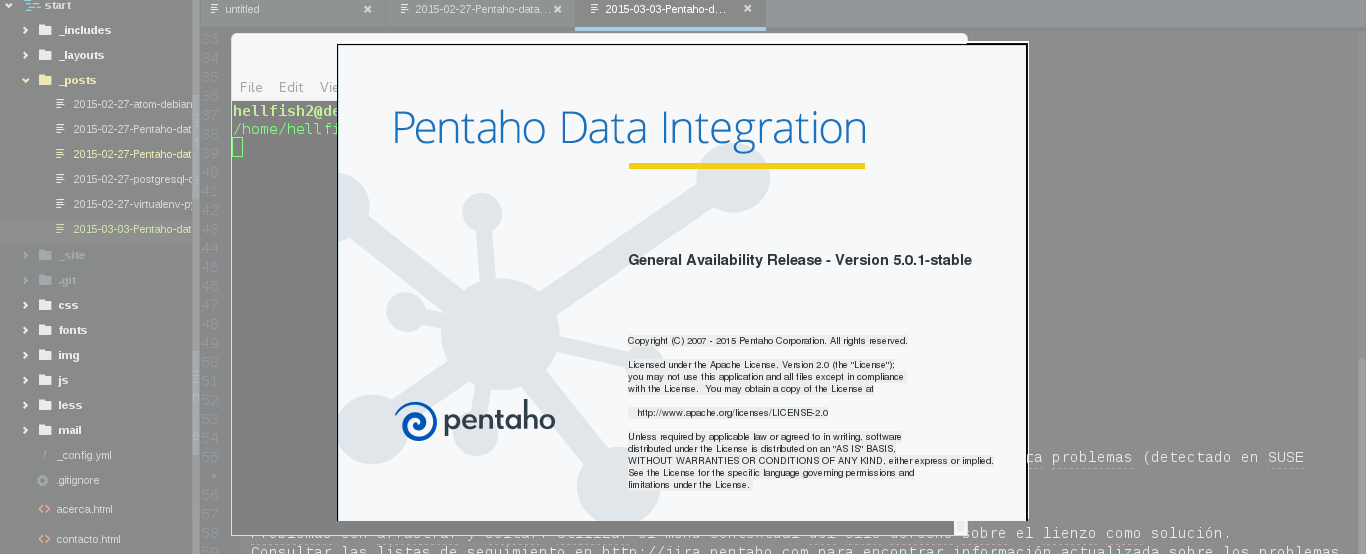 start
_includes
_layouts
_posts
2015-02-27-atom-debian
2015-02-27-Pentaho-dat
2015-02-27-Pentaho-dat
2015-02-27-postgresql-
2015-02-27-virtualenv-py
2015-03-03-Pentaho-dat
_site
.git
css
fonts
img
js
less
mail
_config.yml
.gitignore
acerca.html
contacto.html
untitled
2015-02-27-Pentaho-data...
2015-03-03-Pentaho-d...
33
34
35
36
37
38
39
40
41
42
43
44
45
46
47
48
49
50
51
52
53
54
55
56
57
58
59
File Edit Vie
hellfish2@de
/home/hellfi
Pentaho Data Integration
General Availability Release - Version 5.0.1-stable
Copyright (C) 2007 - 2015 Pentaho Corporation. All rights reserved.
Licensed under the Apache License, Version 2.0 (the "License");
you may not use this application and all files except in compliance
with the License. You may obtain a copy of the License at
http://www.apache.org/licenses/LICENSE-2.0
Unless required by applicable law or agreed to in writing, software
distributed under the License is distributed on an "AS IS" BASIS,
WITHOUT WARRANTIES OR CONDITIONS OF ANY KIND, either express or implied.
See the License for the specific language governing permissions and
limitations under the License.
pentaho
ra problemas (detectado en SUSE
sobre el lienzo como solución.
Consultar las listas de seguimiento en http://jira.pentaho.com para encontrar información actualizada sobre los problemas